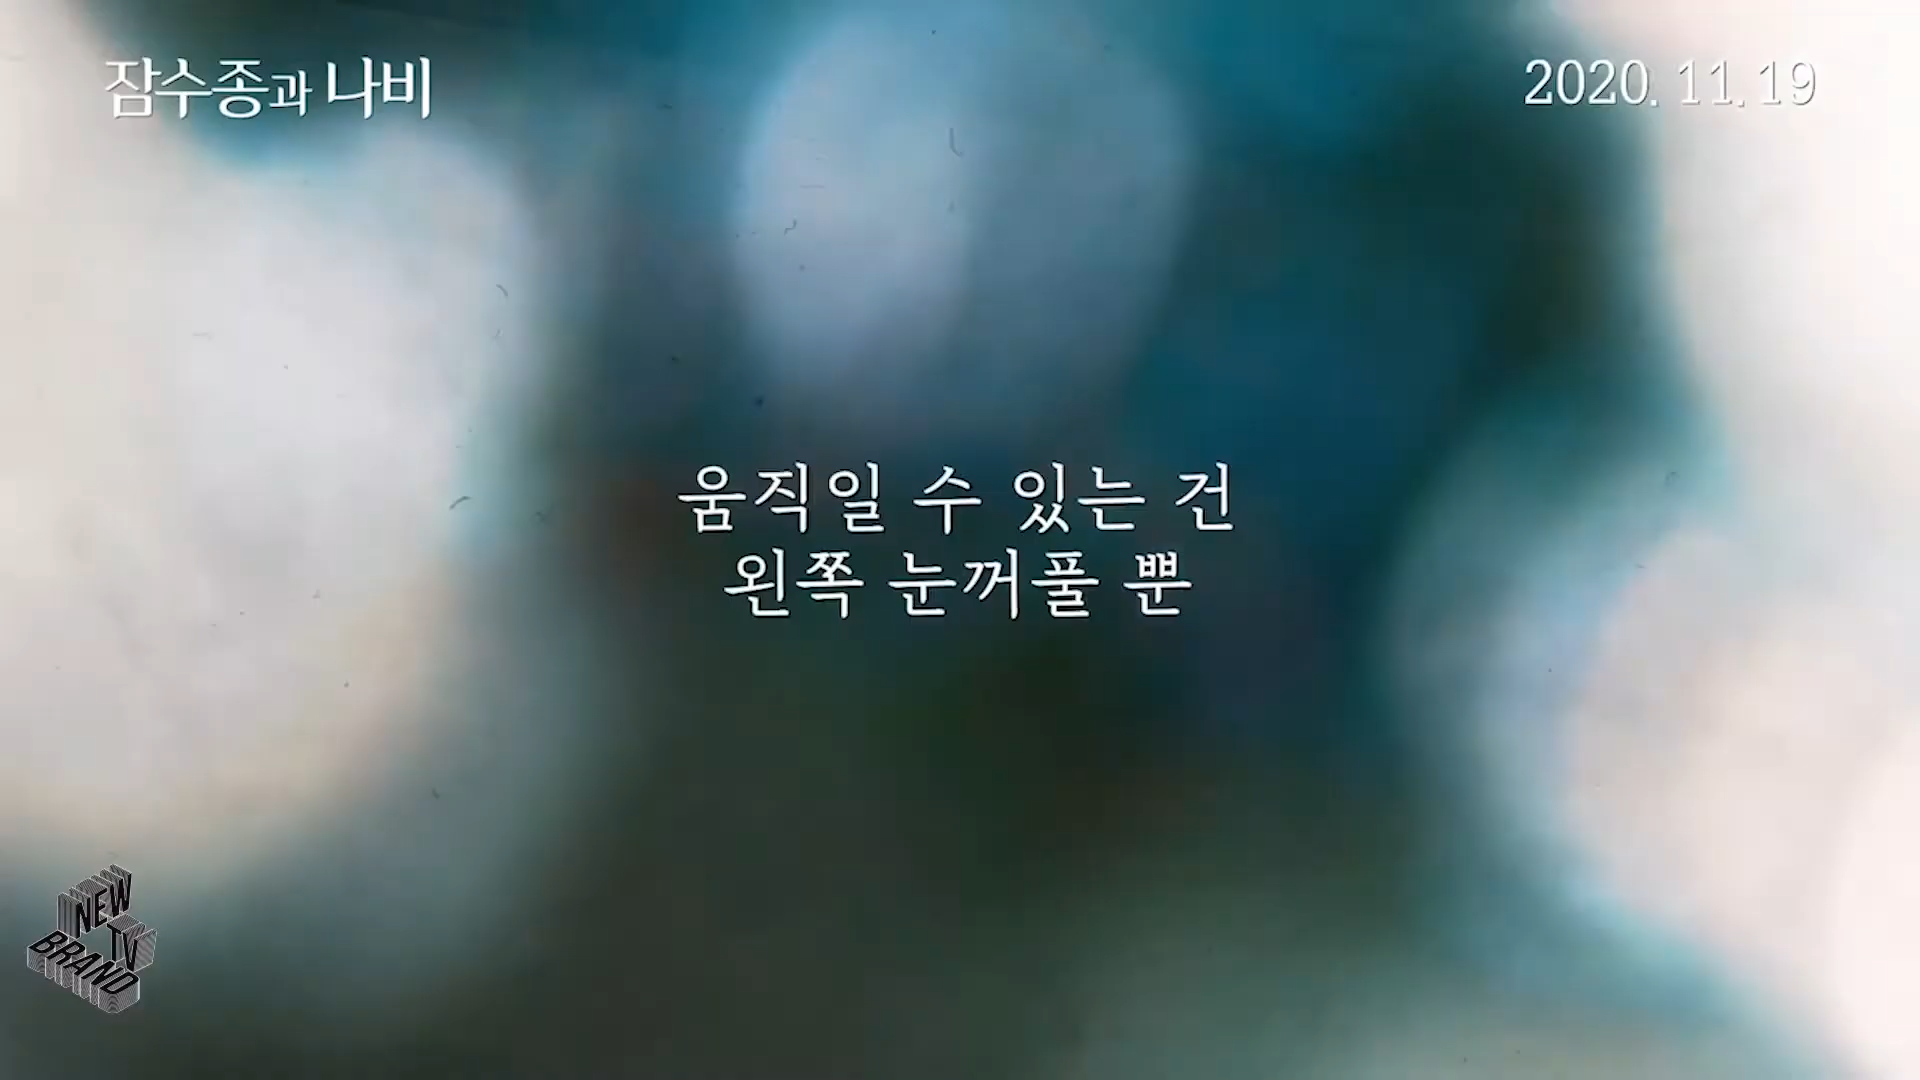 잠수종과 나비
2020. 11. 19
움직일 수 있는 건
왼쪽 눈꺼풀 뿐
NEW
TV
BRAND